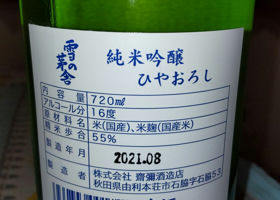 雪の茅舎
純米吟醸
ひやおろし
内容量 720ml
アルコール分 16度
原材料名 米(国産)、米麹(国産米)
精米歩合 55%
製造年月 2021.08
製造者 株式会社 齋彌酒造店
秋田県由利本荘市石脇字石脇53